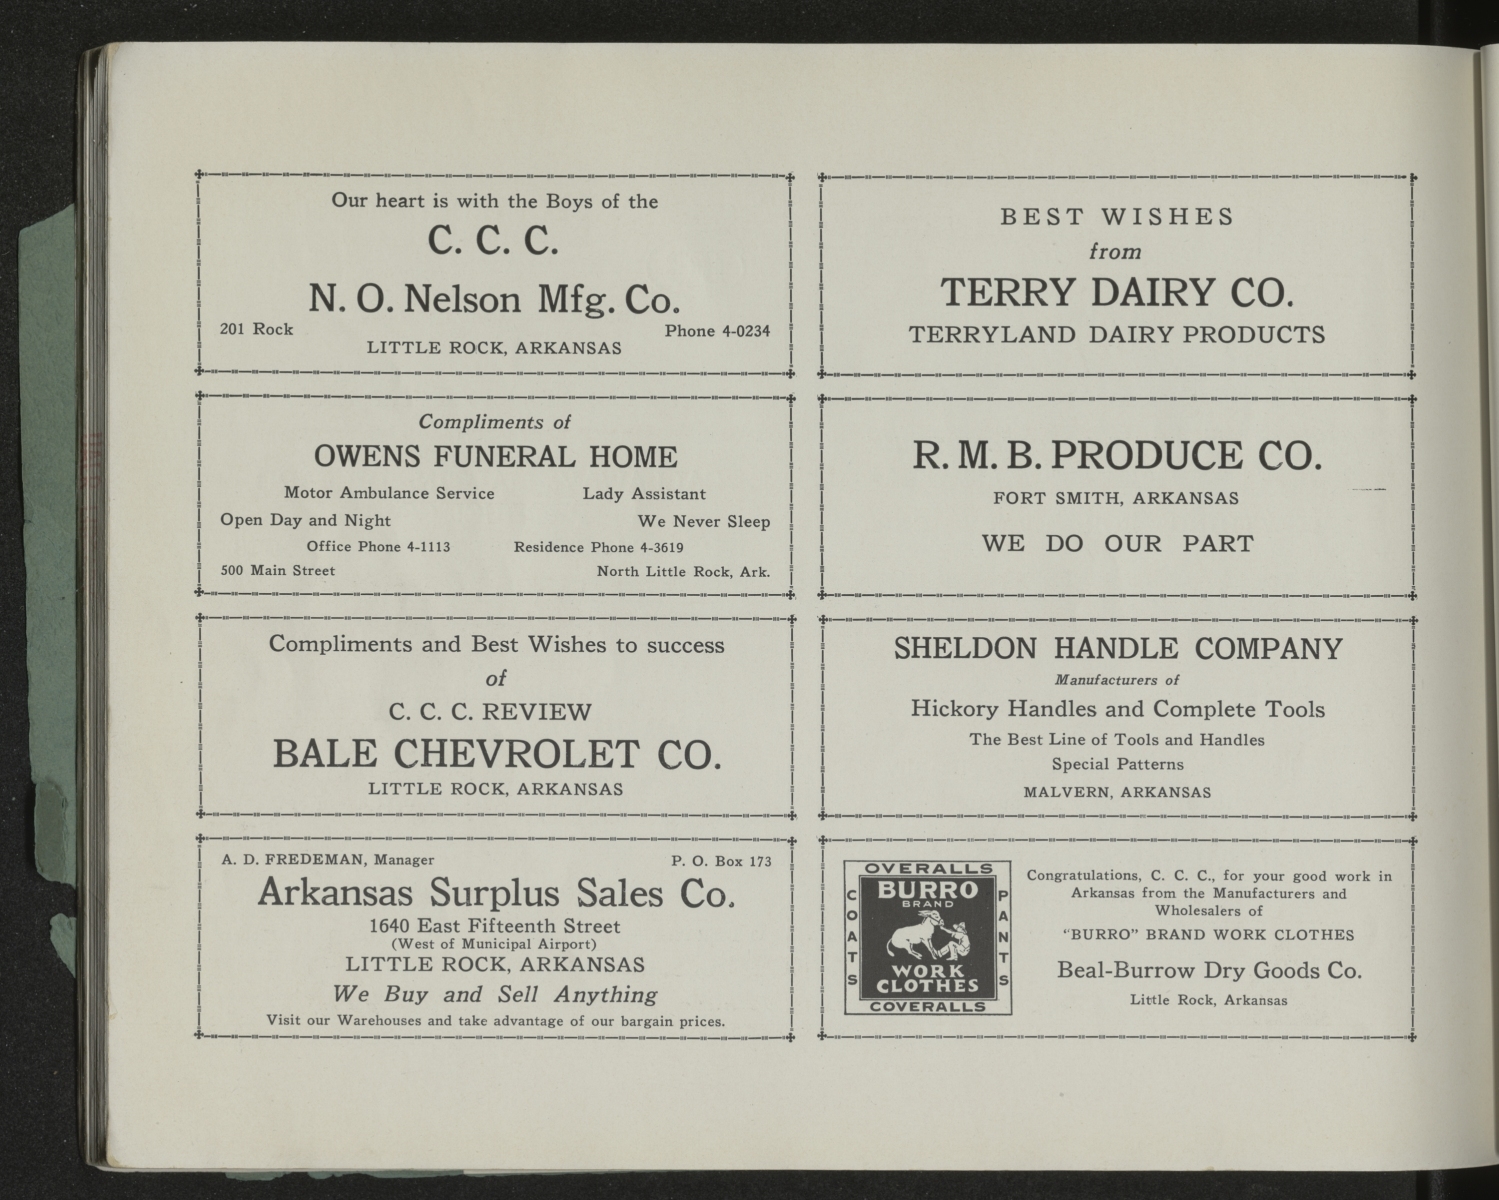 Our heart is with the Boys of the
C. C. C.
N. O. Nelson Mfg. Co.
201 Rock Phone 4-0234
LITTLE ROCK, ARKANSAS
Compliments of
OWENS FUNERAL HOME
Motor Ambulance Service Lady Assistant
Open Day and Night We Never Sleep
Office Phone 4-1113 Residence Phone 4-3619
500 Main Street North Little Rock, Ark.
Compliments and Best Wishes to success
of
C. C. C. REVIEW
BALE CHEVROLET CO.
LITTLE ROCK, ARKANSAS
A. D. FREDEMAN, Manager P. O. Box 173
Arkansas Surplus Sales Co.
1640 East Fifteenth Street
(West of Municipal Airport)
LITTLE ROCK, ARKANSAS
We Buy and Sell Anything
Visit our Warehouses and take advantage of our bargain prices.
BEST WISHES
from
TERRY DAIRY CO.
TERRYLAND DAIRY PRODUCTS
R. M. B. PRODUCE CO.
FORT SMITH, ARKANSAS
WE DO OUR PART
SHELDON HANDLE COMPANY
Manufacturers of
Hickory Handles and Complete Tools
The Best Line of Tools and Handles
Special Patterns
MALVERN, ARKANSAS
OVERALLS
COATS
BURRO
BRAND
WORK
CLOTHES
PANTS
COVERALLS
Congratulations, C. C. C., for your good work in
Arkansas from the Manufacturers and
Wholesalers of
"BURRO" BRAND WORK CLOTHES
Beal-Burrow Dry Goods Co.
Little Rock, Arkansas